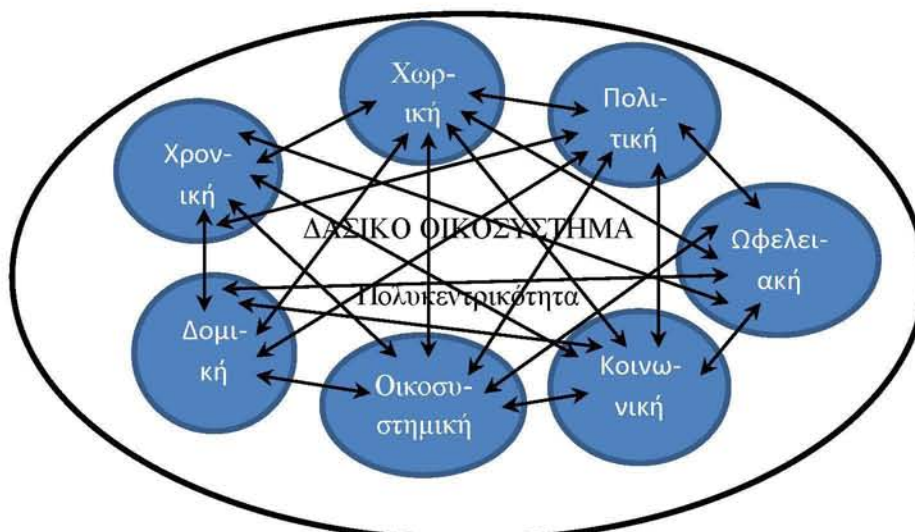 Χωρ-
ική
Πολι-
τική
Χρον-
ική
ΔΑΣΙΚΟ ΟΙΚΟΣΥΣΤΗΜΑ
Ωφελει-
ακή
Πολυκεντρικότητα
Δομι-
κή
Οικοσυ-
στημική
Κοινω-
νική